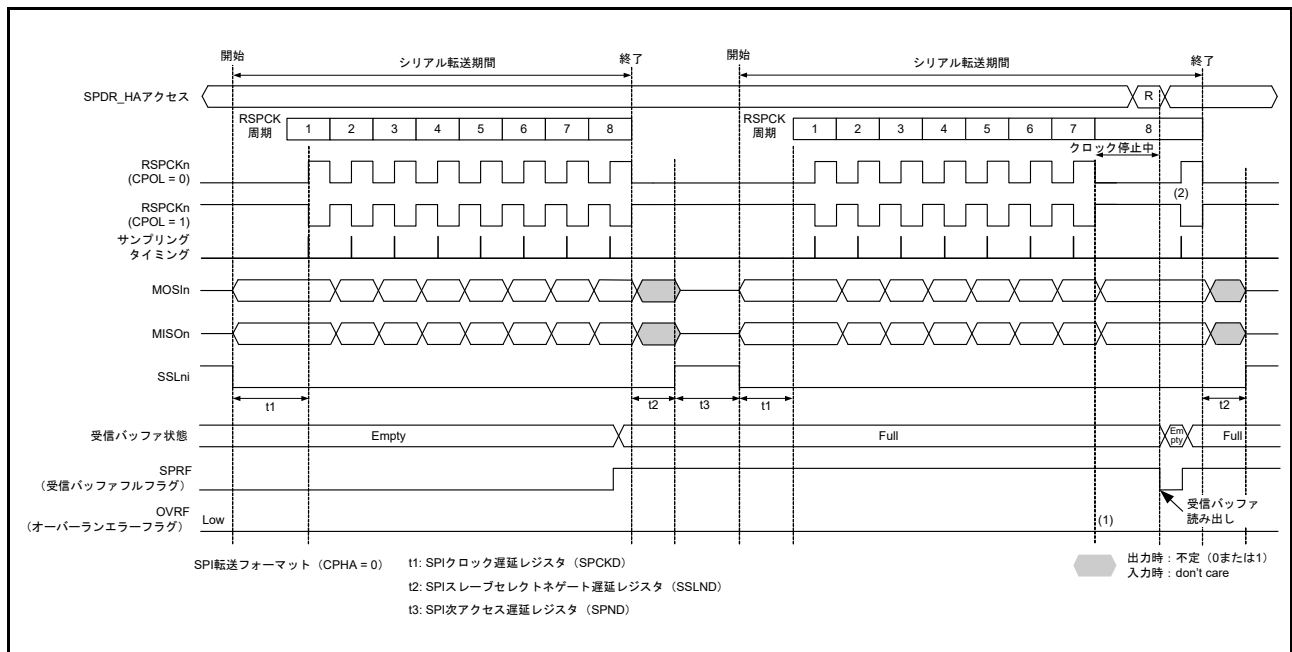 開始
シリアル転送期間
終了
開始
シリアル転送期間
終了
SPDR_HAアクセス
R
RSPCK
周期
1 2 3 4 5 6 7 8
RSPCK
周期
1 2 3 4 5 6 7 8
クロック停止中
RSPCKn
(CPOL = 0)
(2)
RSPCKn
(CPOL = 1)
サンプリング
タイミング
MOSIn
MISOn
SSLni
t1
t2
t3
t1
t2
受信バッファ状態
Empty
Full
Em
pty
Full
SPRF
(受信バッファフルフラグ)
受信バッファ
読み出し
OVRF
(オーバーランエラーフラグ)
Low
(1)
SPI転送フォーマット(CPHA = 0)
t1: SPIクロック遅延レジスタ(SPCKD)
t2: SPIスレーブセレクトネゲート遅延レジスタ(SSLND)
t3: SPI次アクセス遅延レジスタ(SPND)
出力時:不定(0または1)
入力時:don't care